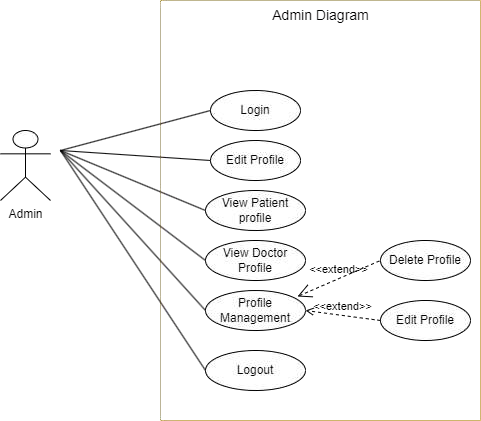 Admin Diagram
Login
Edit Profile
View Patient
profile
Admin
View Doctor
Profile
<<extend>>
Delete Profile
Profile
Management
<<extend>>
Edit Profile
Logout